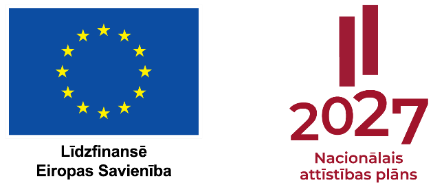 Līdzfinansē
Eiropas Savienība
2027
Nacionālais
attīstības plāns